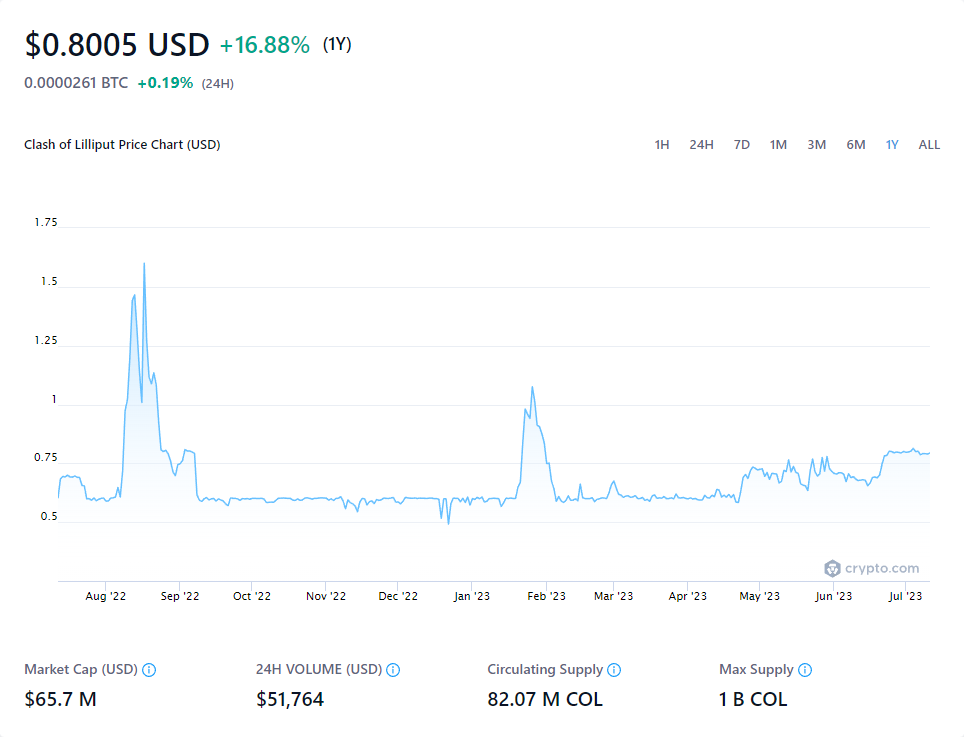 $0.8005 USD +16.88% (1Y)
0.0000261 BTC +0.19% (24H)
Clash of Lilliput Price Chart (USD) 1H 24H 7D 1M 3M 6M 1Y ALL
1.75
1.5
1.25
1
0.75
0.5
crypto.com
Aug '22 Sep '22 Oct '22 Nov '22 Dec '22 Jan '23 Feb '23 Mar '23 Apr '23 May '23 Jun '23 Jul '23
Market Cap (USD) 24H VOLUME (USD) Circulating Supply Max Supply
$65.7 M $51,764 82.07 M COL 1 B COL